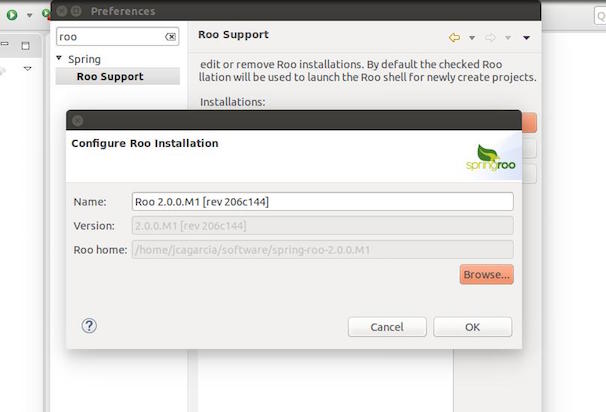 Preferences
roo
Spring
Roo Support
Roo Support
edit or remove Roo installations. By default the checked Roo
llation will be used to launch the Roo shell for newly create projects.
Installations:
Configure Roo Installation
springroo
Name:
Roo 2.0.0.M1 [rev 206c144]
Version:
2.0.0.M1 [rev 206c144]
Roo home:
/home/jcagarcia/software/spring-roo-2.0.0.M1
Browse...
Cancel
OK